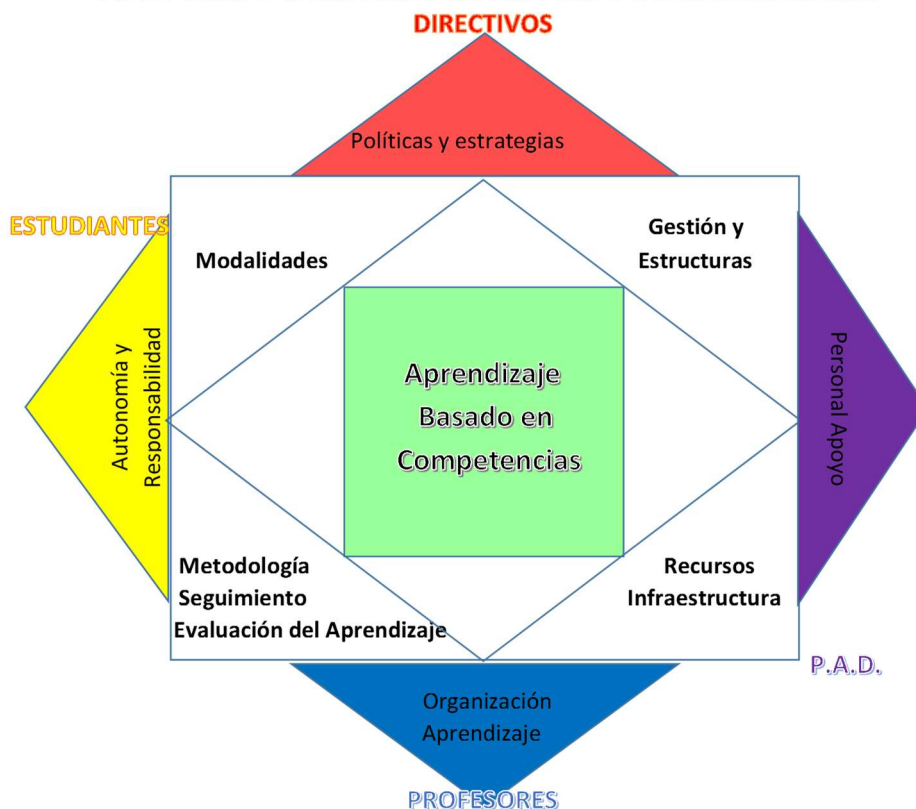 DIRECTIVOS
Políticas y estrategias
ESTUDIANTES
Gestión y
Estructuras
Modalidades
Autonomía y
Responsabilidad
Aprendizaje
Basado en
Competencias
Personal Apoyo
Metodología
Seguimiento
Evaluación del Aprendizaje
Recursos
Infraestructura
P.A.D.
Organización
Aprendizaje
PROFESORES